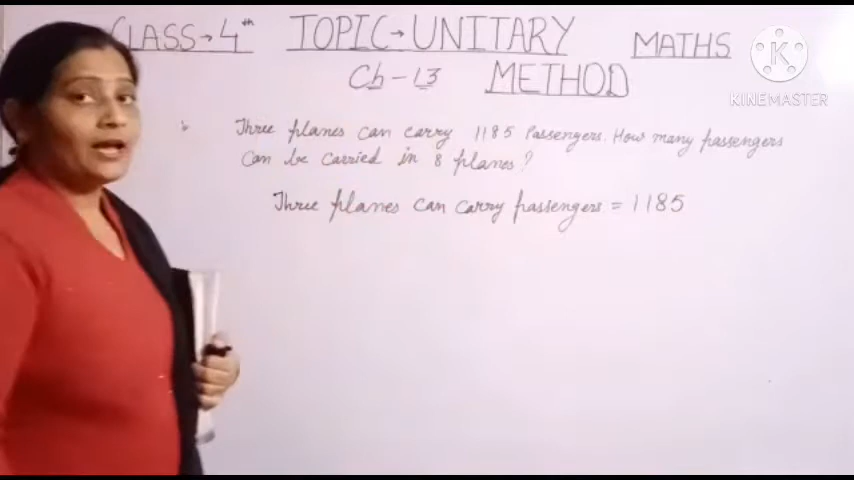 CLASS → 4th TOPIC → UNITARY MATHS
Ch - 13 METHOD
Three planes can carry 1185 Passengers. How many passengers
Can be carried in 8 planes?
Three planes can carry passengers = 1185
K
KINEMASTER